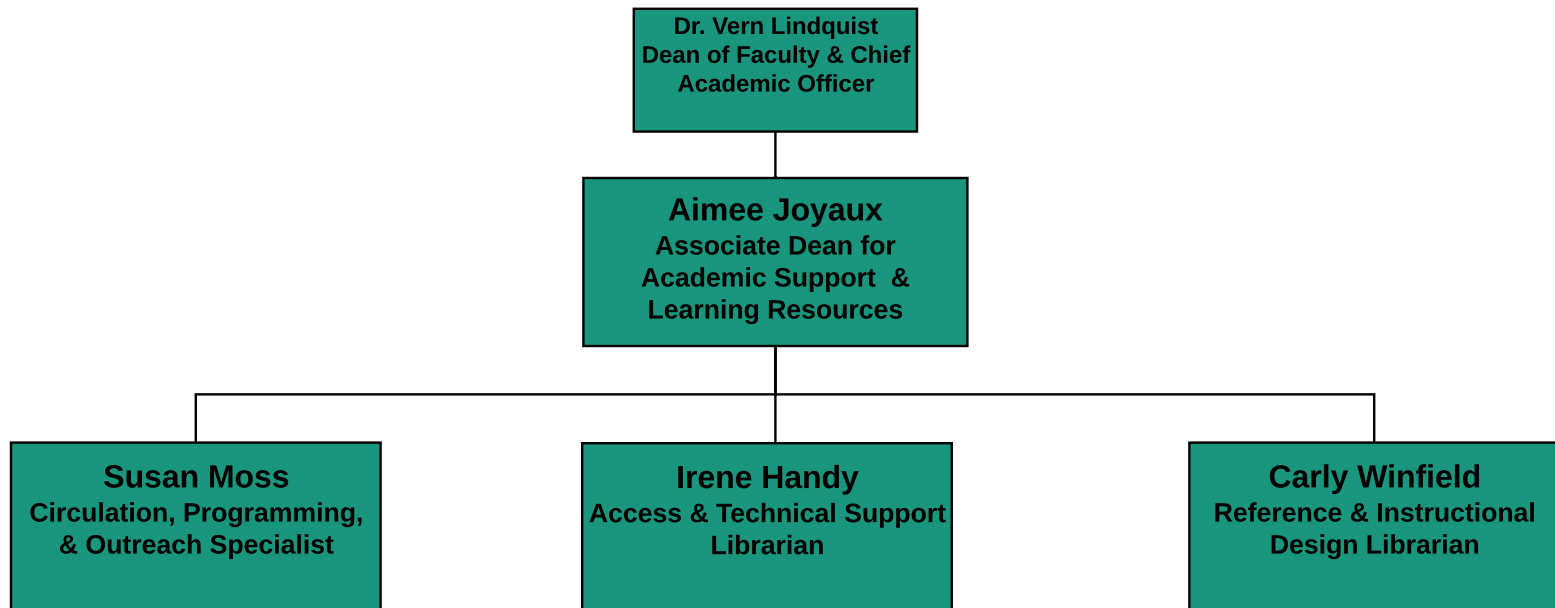 Dr. Vern Lindquist
Dean of Faculty & Chief
Academic Officer
Aimee Joyaux
Associate Dean for
Academic Support  &
Learning Resources
Susan Moss
Circulation, Programming,
& Outreach Specialist
Irene Handy
Access & Technical Support
Librarian
Carly Winfield
Reference & Instructional
Design Librarian